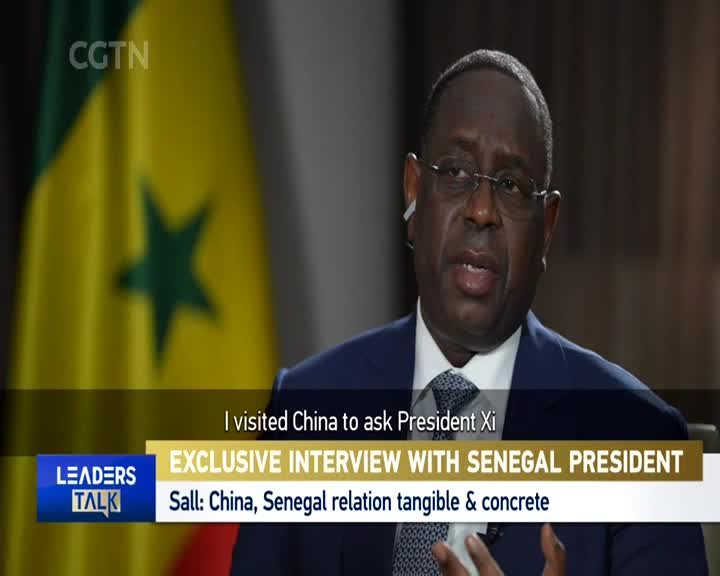 CGTN
I visited China to ask President Xi
EXCLUSIVE INTERVIEW WITH SENEGAL PRESIDENT
LEADERS
TALK
Sall: China, Senegal relation tangible & concrete